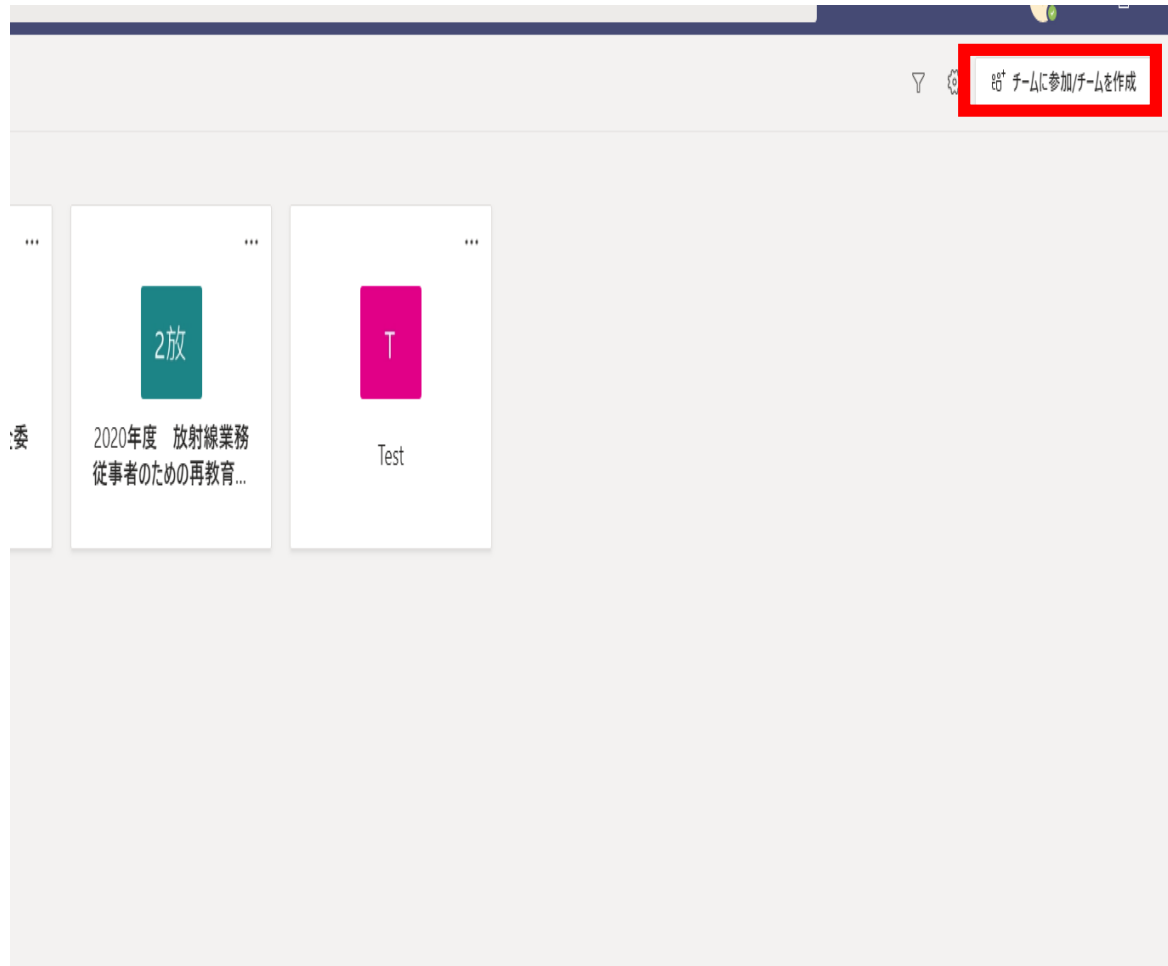 チームに参加/チームを作成
…
…
…
2放
T
委
2020年度 放射線業務
従事者のための再教育...
Test